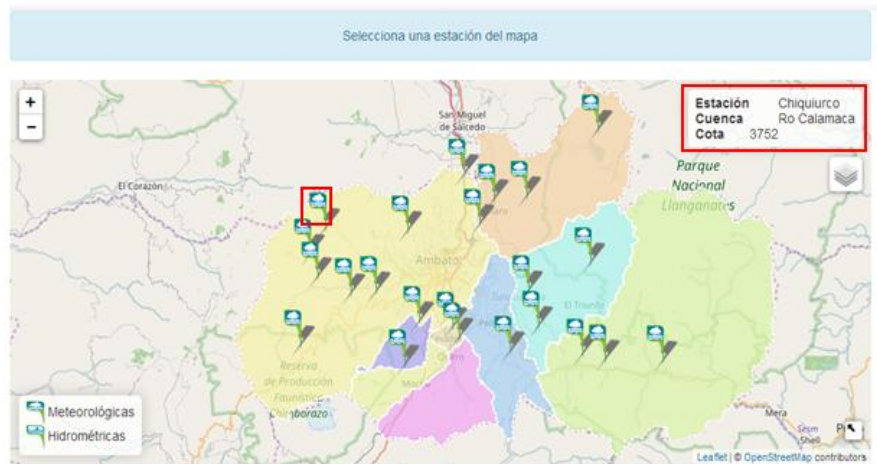 Selecciona una estación del mapa
+
−
San Miguel
de Salcedo
Estación Chiquiurco
Cuenca Ro Calamaca
Cota 3752
El Corazón
Parque
Nacional
Llanganates
Ambato
El Triunfo
Reserva
de Producción
Faunística
Chimborazo
Mera
Shell
Meteorológicas
Hidrométricas
Leaflet | © OpenStreetMap contributors